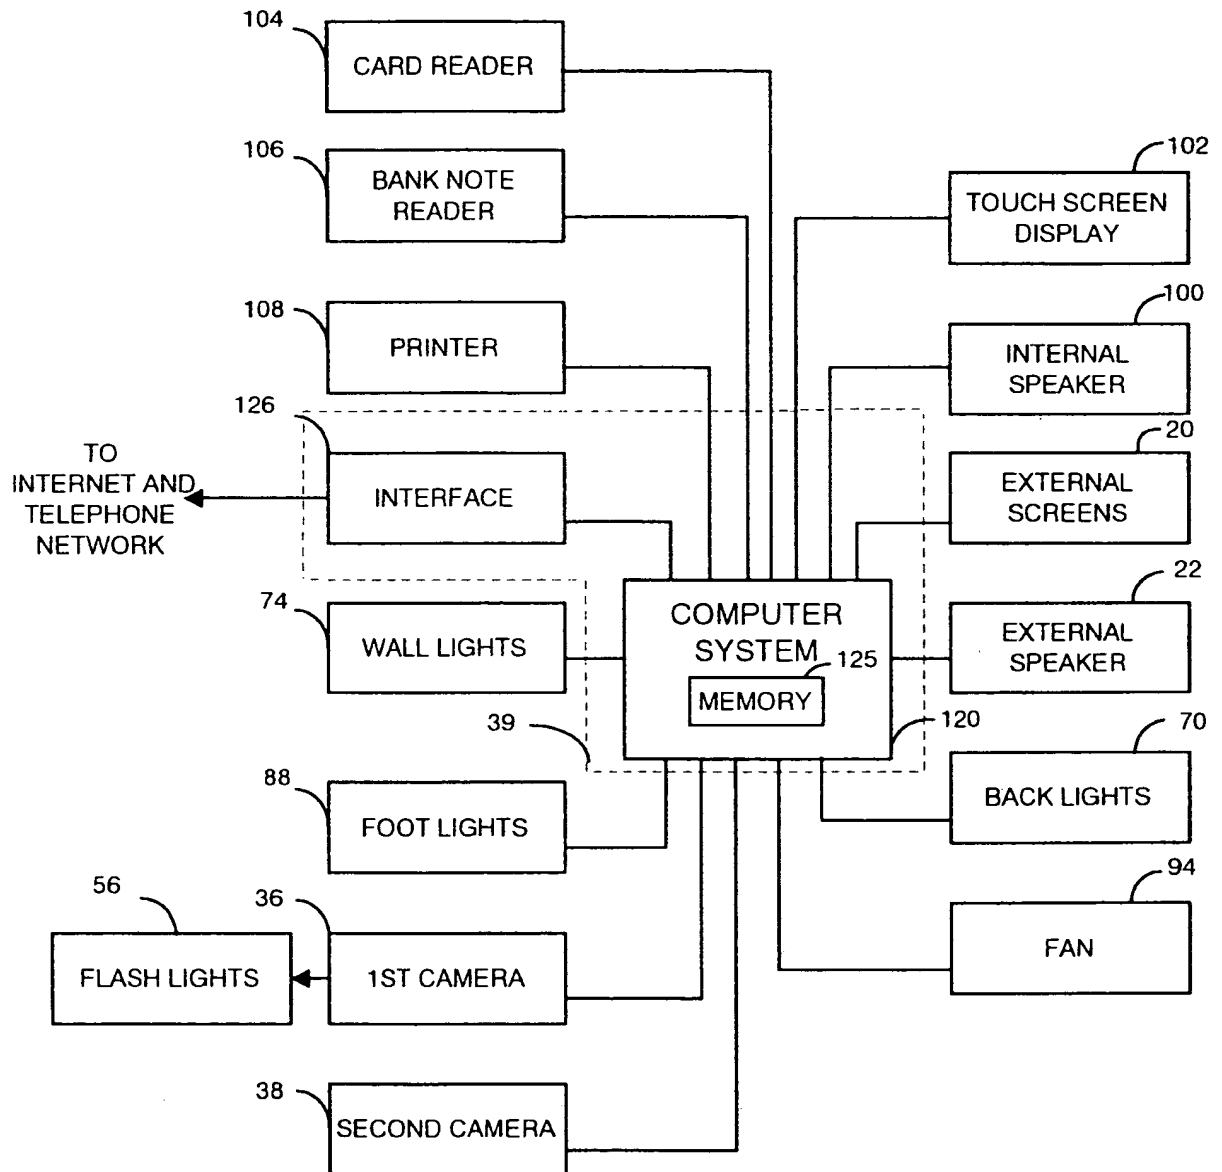 104
CARD READER
106
BANK NOTE
READER
102
TOUCH SCREEN
DISPLAY
108
PRINTER
100
INTERNAL
SPEAKER
126
INTERFACE
TO
INTERNET AND
TELEPHONE
NETWORK
20
EXTERNAL
SCREENS
74
WALL LIGHTS
COMPUTER
SYSTEM
125
MEMORY
22
EXTERNAL
SPEAKER
39
120
70
BACK LIGHTS
88
FOOT LIGHTS
94
FAN
56
FLASH LIGHTS
36
1ST CAMERA
38
SECOND CAMERA